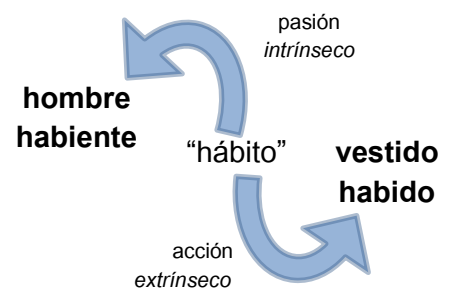 pasión
intrínseco
hombre
habiente
“hábito”
vestido
habido
acción
extrínseco